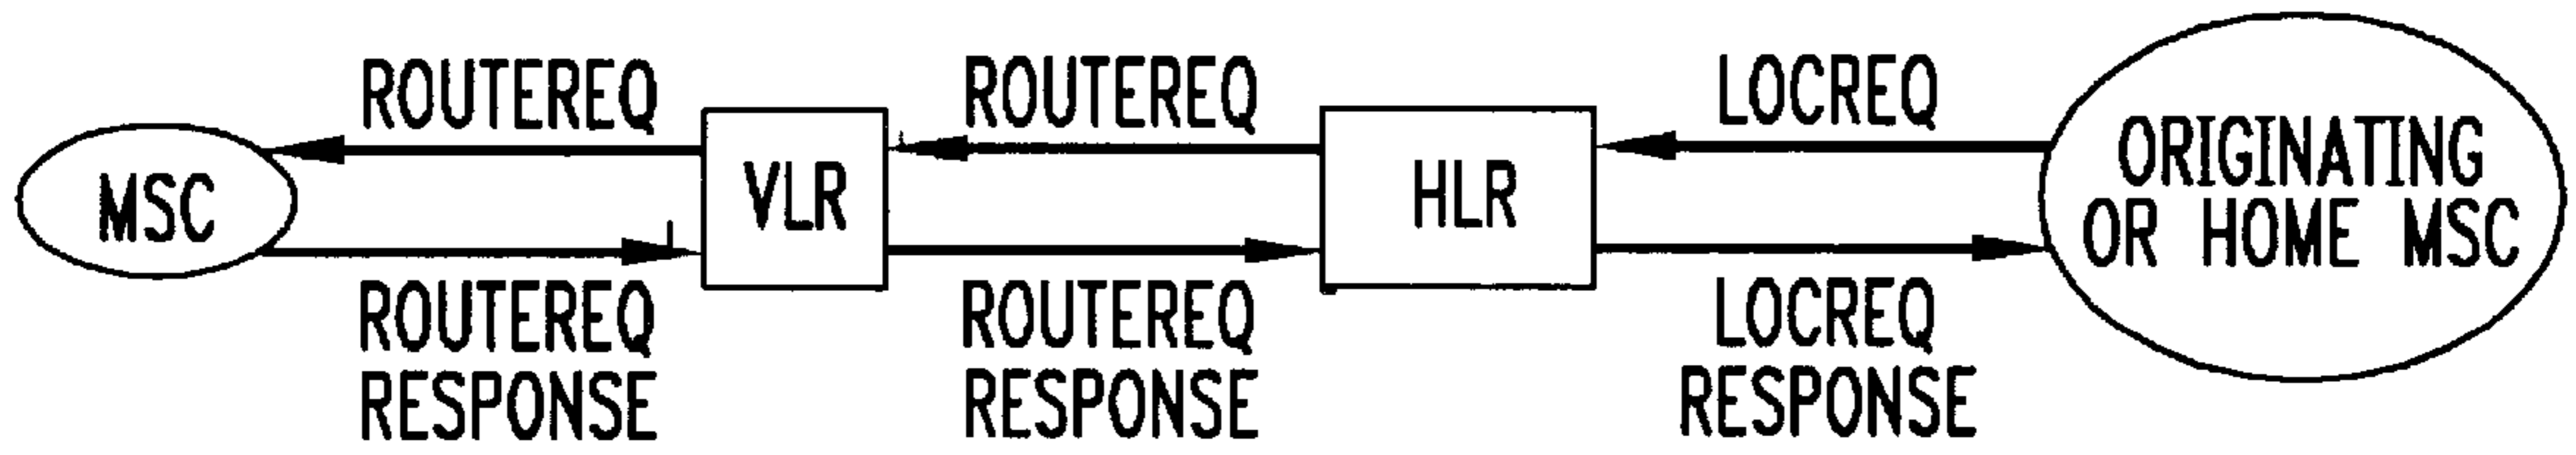 ROUTEREQ
ROUTEREQ
LOCREQ
MSC
VLR
HLR
ORIGINATING
OR HOME MSC
ROUTEREQ
RESPONSE
ROUTEREQ
RESPONSE
LOCREQ
RESPONSE